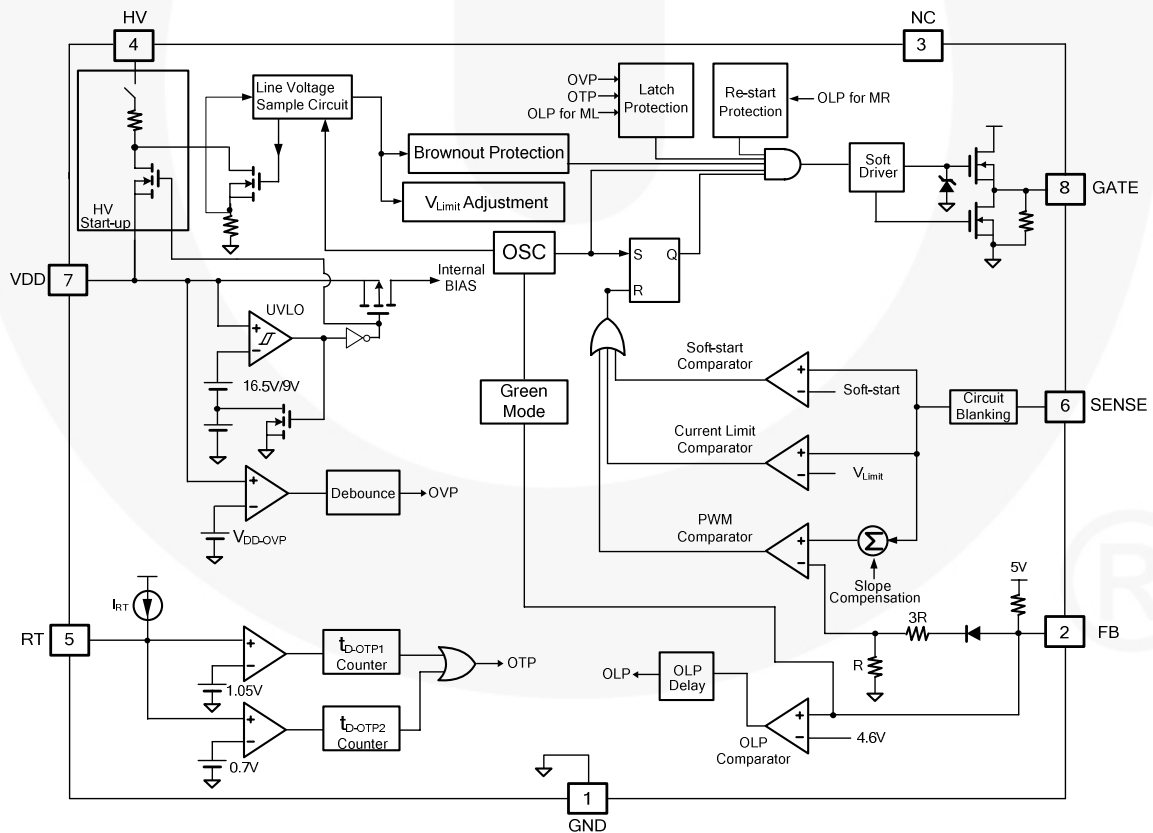 HV
4
NC
3
HV
Start-up
Line Voltage
Sample Circuit
Brownout Protection
VLimit Adjustment
OVP
OTP
OLP for ML
Latch
Protection
Re-start
Protection
OLP for MR
Soft
Driver
8
GATE
VDD
7
Internal
BIAS
OSC
S
Q
R
UVLO
+
−
16.5V/9V
Green
Mode
Soft-start
Comparator
+
−
Soft-start
Circuit
Blanking
6
SENSE
Current Limit
Comparator
+
−
VLimit
+
−
Debounce
OVP
VDD-OVP
PWM
Comparator
+
−
Σ
Slope
Compensation
5V
3R
R
2
FB
IRT
RT
5
+
−
1.05V
tD-OTP1
Counter
OTP
+
−
0.7V
tD-OTP2
Counter
OLP
OLP
Delay
+
−
4.6V
OLP
Comparator
1
GND
®